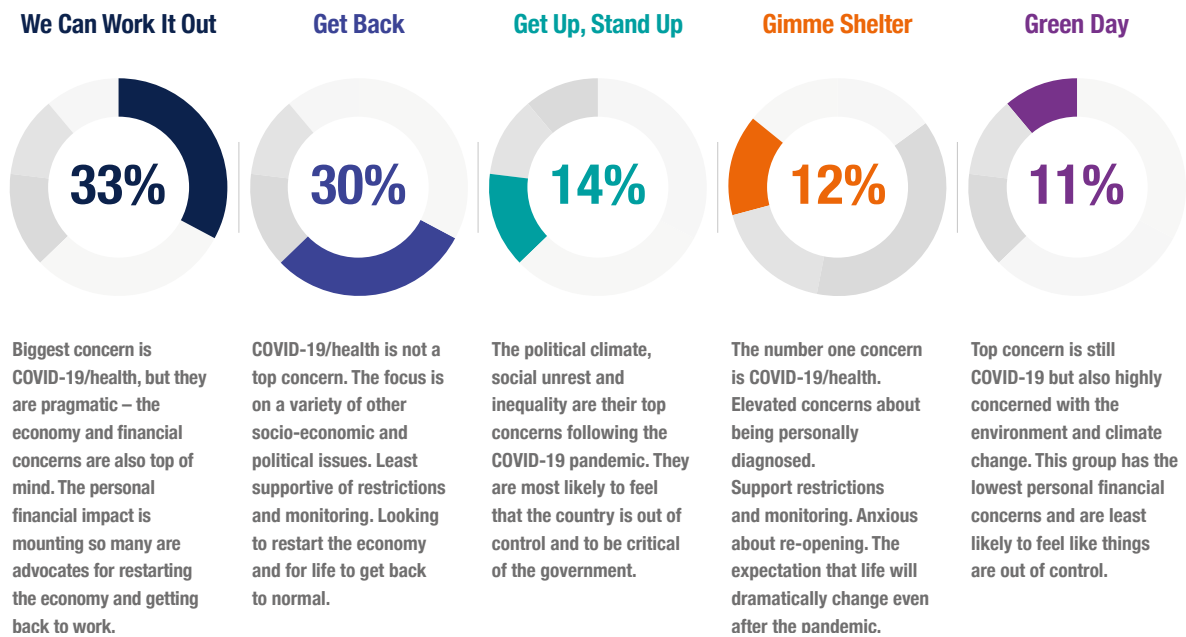 We Can Work It Out
Get Back
Get Up, Stand Up
Gimme Shelter
Green Day
33%
30%
14%
12%
11%
Biggest concern is
COVID-19/health, but they
are pragmatic – the
economy and financial
concerns are also top of
mind. The personal
financial impact is
mounting so many are
advocates for restarting
the economy and getting
back to work.
COVID-19/health is not a
top concern. The focus is
on a variety of other
socio-economic and
political issues. Least
supportive of restrictions
and monitoring. Looking
to restart the economy
and for life to get back
to normal.
The political climate,
social unrest and
inequality are their top
concerns following the
COVID-19 pandemic. They
are most likely to feel
that the country is out of
control and to be critical
of the government.
The number one concern
is COVID-19/health.
Elevated concerns about
being personally
diagnosed.
Support restrictions
and monitoring. Anxious
about re-opening. The
expectation that life will
dramatically change even
after the pandemic.
Top concern is still
COVID-19 but also highly
concerned with the
environment and climate
change. This group has the
lowest personal financial
concerns and are least
likely to feel like things
are out of control.